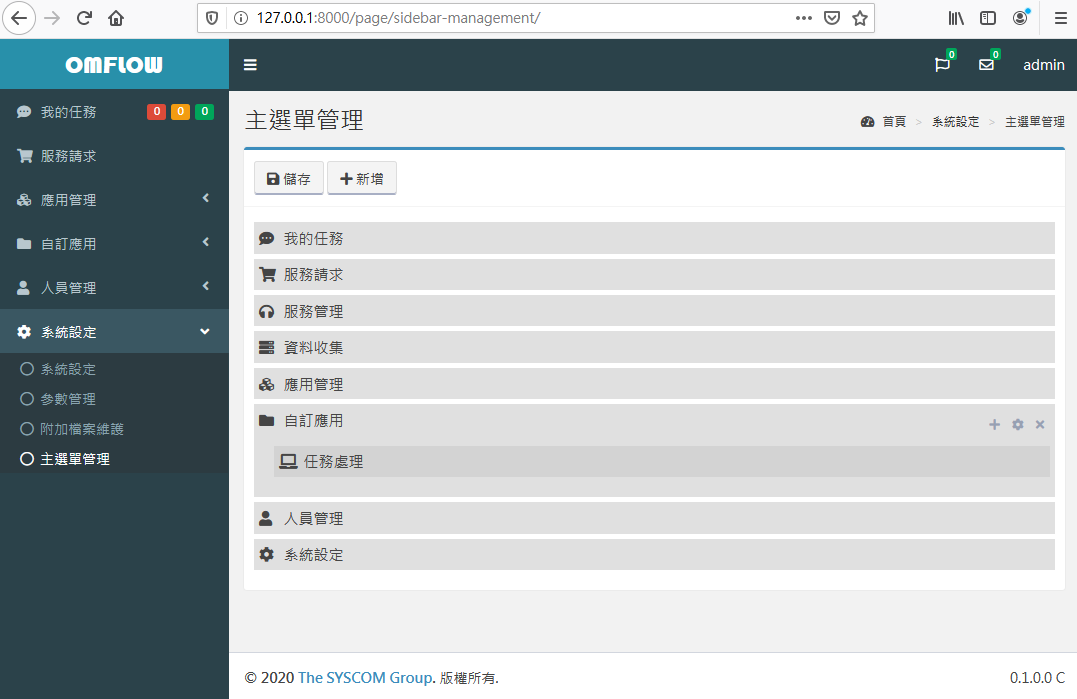 127.0.0.1:8000/page/sidebar-management/
OMFLOW
0
0
admin
我的任務 0 0 0
服務請求
應用管理
自訂應用
人員管理
系統設定
系統設定
參數管理
附加檔案維護
主選單管理
主選單管理
首頁 > 系統設定 > 主選單管理
儲存
新增
我的任務
服務請求
服務管理
資料收集
應用管理
自訂應用
任務處理
人員管理
系統設定
© 2020 The SYSCOM Group. 版權所有.
0.1.0.0 C